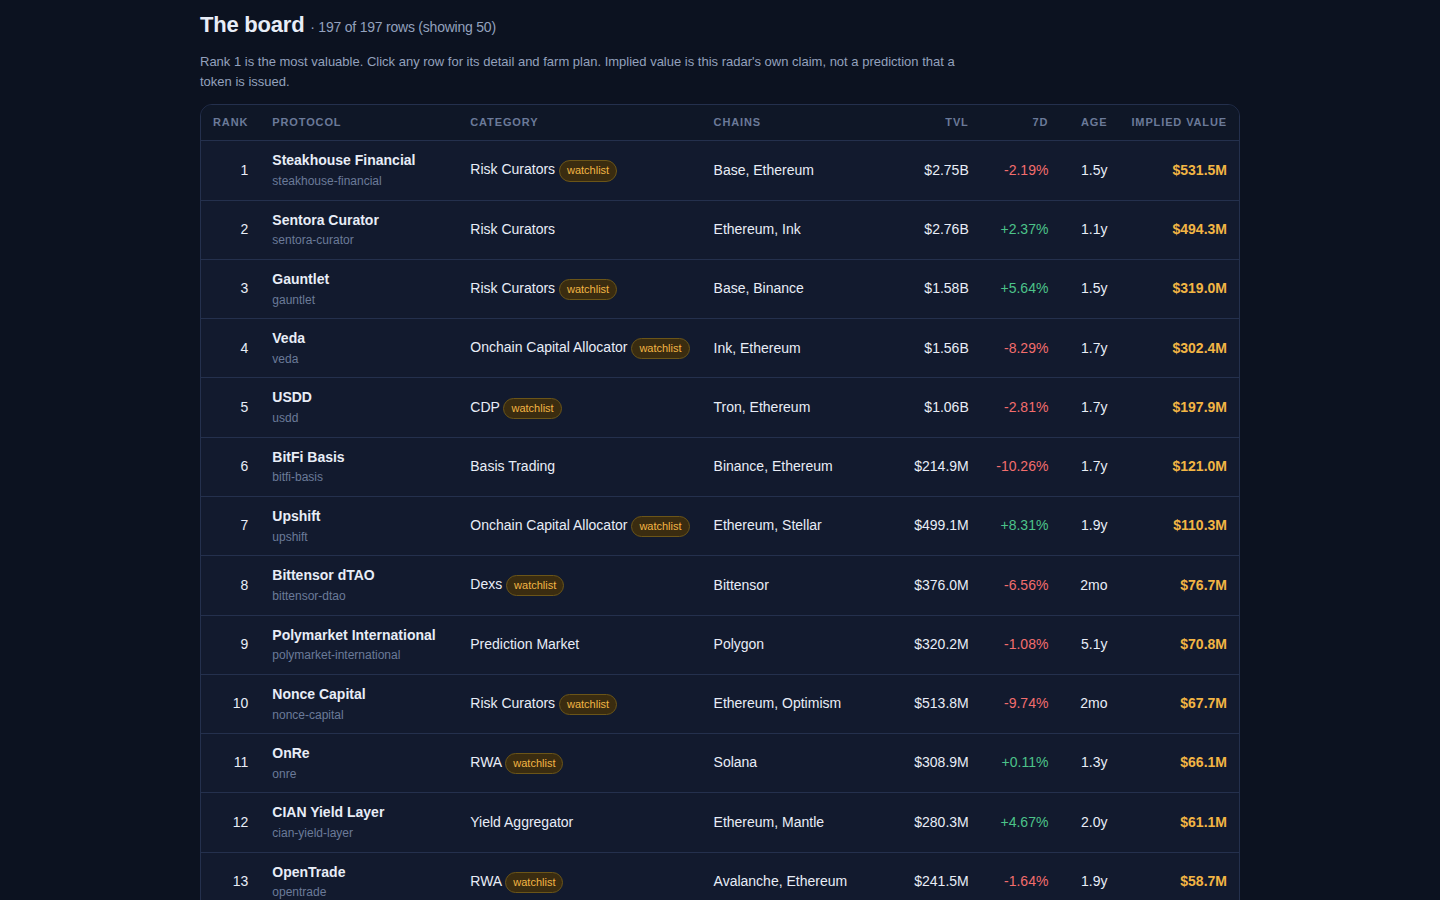 The board · 197 of 197 rows (showing 50)
Rank 1 is the most valuable. Click any row for its detail and farm plan. Implied value is this radar's own claim, not a prediction that a
token is issued.
RANK PROTOCOL CATEGORY CHAINS TVL 7D AGE IMPLIED VALUE
1 Steakhouse Financial Risk Curators watchlist Base, Ethereum $2.75B -2.19% 1.5y $531.5M
steakhouse-financial
2 Sentora Curator Risk Curators Ethereum, Ink $2.76B +2.37% 1.1y $494.3M
sentora-curator
3 Gauntlet Risk Curators watchlist Base, Binance $1.58B +5.64% 1.5y $319.0M
gauntlet
4 Veda Onchain Capital Allocator watchlist Ink, Ethereum $1.56B -8.29% 1.7y $302.4M
veda
5 USDD CDP watchlist Tron, Ethereum $1.06B -2.81% 1.7y $197.9M
usdd
6 BitFi Basis Basis Trading Binance, Ethereum $214.9M -10.26% 1.7y $121.0M
bitfi-basis
7 Upshift Onchain Capital Allocator watchlist Ethereum, Stellar $499.1M +8.31% 1.9y $110.3M
upshift
8 Bittensor dTAO Dexs watchlist Bittensor $376.0M -6.56% 2mo $76.7M
bittensor-dtao
9 Polymarket International Prediction Market Polygon $320.2M -1.08% 5.1y $70.8M
polymarket-international
10 Nonce Capital Risk Curators watchlist Ethereum, Optimism $513.8M -9.74% 2mo $67.7M
nonce-capital
11 OnRe RWA watchlist Solana $308.9M +0.11% 1.3y $66.1M
onre
12 CIAN Yield Layer Yield Aggregator Ethereum, Mantle $280.3M +4.67% 2.0y $61.1M
cian-yield-layer
13 OpenTrade RWA watchlist Avalanche, Ethereum $241.5M -1.64% 1.9y $58.7M
opentrade